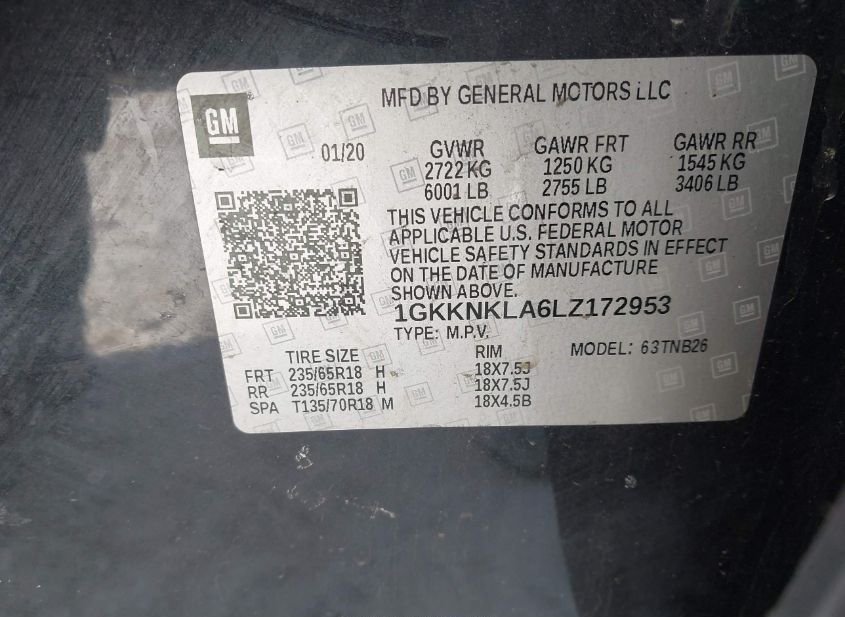 MFD BY GENERAL MOTORS LLC
GM
01/20 GVWR GAWR FRT GAWR RR
2722 KG 1250 KG 1545 KG
6001 LB 2755 LB 3406 LB
THIS VEHICLE CONFORMS TO ALL
APPLICABLE U.S. FEDERAL MOTOR
VEHICLE SAFETY STANDARDS IN EFFECT
ON THE DATE OF MANUFACTURE
SHOWN ABOVE.
1GKKNKLA6LZ172953
TYPE: M.P.V.
MODEL: 63TNB26
TIRE SIZE RIM
FRT 235/65R18 H 18X7.5J
RR 235/65R18 H 18X7.5J
SPA T135/70R18 M 18X4.5B